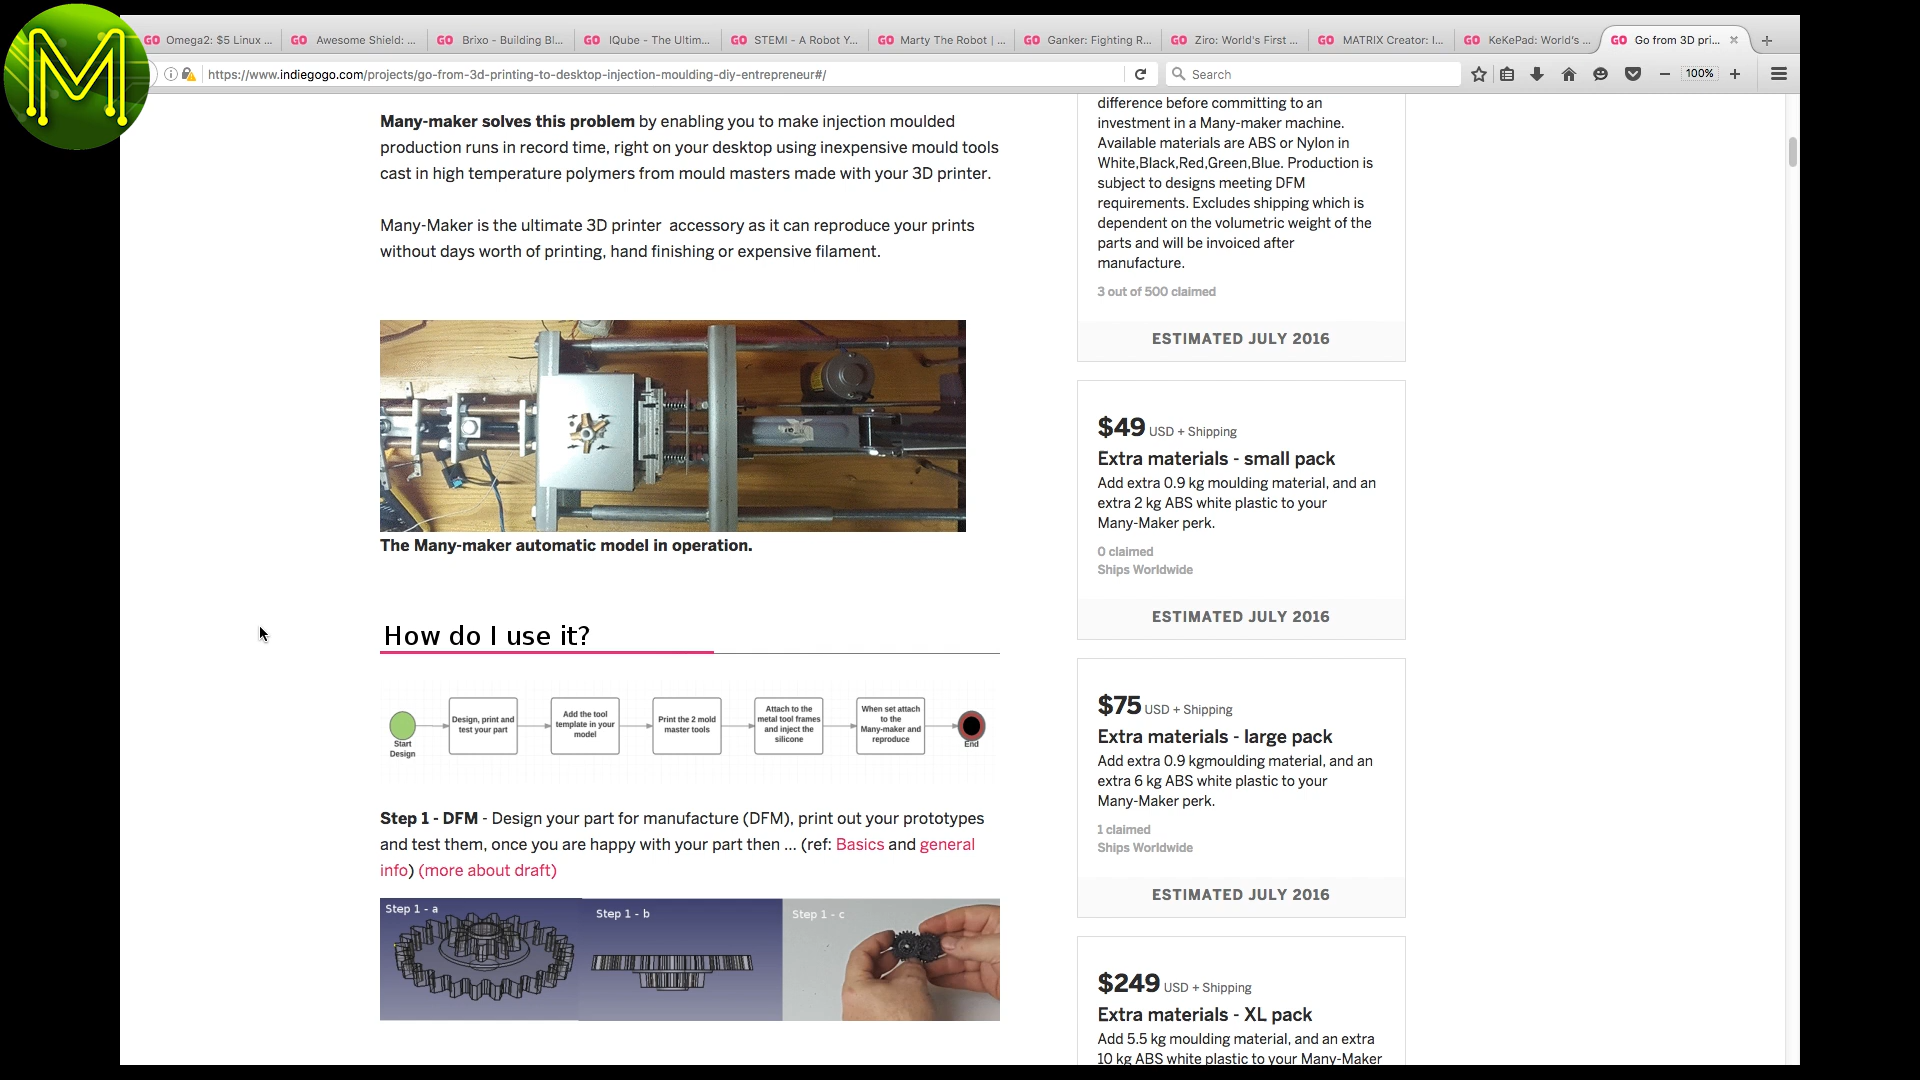 M
GO Omega2: $5 Linux ...
GO Awesome Shield: ...
GO Brixo - Building Bl...
GO IQube - The Ultim...
GO STEMI - A Robot Y...
GO Marty The Robot | ...
GO Ganker: Fighting R...
GO Ziro: World's First ...
GO MATRIX Creator: I...
GO KeKePad: World's ...
GO Go from 3D pri...
https://www.indiegogo.com/projects/go-from-3d-printing-to-desktop-injection-moulding-diy-entrepreneur#/
Search
100%
Many-maker solves this problem by enabling you to make injection moulded
production runs in record time, right on your desktop using inexpensive mould tools
cast in high temperature polymers from mould masters made with your 3D printer.
Many-Maker is the ultimate 3D printer accessory as it can reproduce your prints
without days worth of printing, hand finishing or expensive filament.
The Many-maker automatic model in operation.
How do I use it?
Start
Design
Design, print and
test your part
Add the tool
template in your
model
Print the 2 mold
master tools
Attach to the
metal tool frames
and inject the
silicone
When set attach
to the
Many-maker and
reproduce
End
Step 1 - DFM - Design your part for manufacture (DFM), print out your prototypes
and test them, once you are happy with your part then ... (ref: Basics and general
info) (more about draft)
Step 1 - a
Step 1 - b
Step 1 - c
difference before committing to an
investment in a Many-maker machine.
Available materials are ABS or Nylon in
White,Black,Red,Green,Blue. Production is
subject to designs meeting DFM
requirements. Excludes shipping which is
dependent on the volumetric weight of the
parts and will be invoiced after
manufacture.
3 out of 500 claimed
ESTIMATED JULY 2016
$49 USD + Shipping
Extra materials - small pack
Add extra 0.9 kg moulding material, and an
extra 2 kg ABS white plastic to your
Many-Maker perk.
0 claimed
Ships Worldwide
ESTIMATED JULY 2016
$75 USD + Shipping
Extra materials - large pack
Add extra 0.9 kgmoulding material, and an
extra 6 kg ABS white plastic to your
Many-Maker perk.
1 claimed
Ships Worldwide
ESTIMATED JULY 2016
$249 USD + Shipping
Extra materials - XL pack
Add 5.5 kg moulding material, and an extra
10 kg ABS white plastic to your Many-Maker